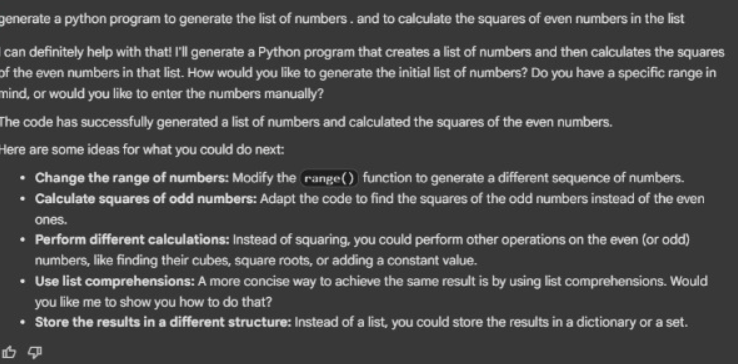 generate a python program to generate the list of numbers . and to calculate the squares of even numbers in the list
I can definitely help with that! I'll generate a Python program that creates a list of numbers and then calculates the squares
of the even numbers in that list. How would you like to generate the initial list of numbers? Do you have a specific range in
mind, or would you like to enter the numbers manually?
The code has successfully generated a list of numbers and calculated the squares of the even numbers.
Here are some ideas for what you could do next:
• Change the range of numbers: Modify the range() function to generate a different sequence of numbers.
• Calculate squares of odd numbers: Adapt the code to find the squares of the odd numbers instead of the even
ones.
• Perform different calculations: Instead of squaring, you could perform other operations on the even (or odd)
numbers, like finding their cubes, square roots, or adding a constant value.
• Use list comprehensions: A more concise way to achieve the same result is by using list comprehensions. Would
you like me to show you how to do that?
• Store the results in a different structure: Instead of a list, you could store the results in a dictionary or a set.